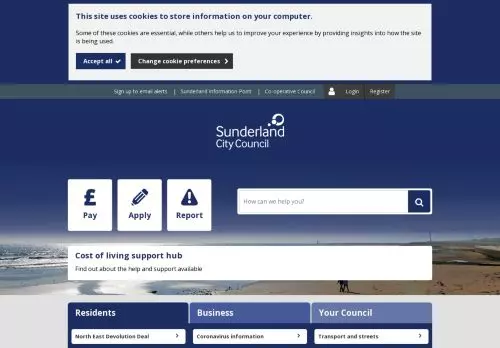 This site uses cookies to store information on your computer.
Some of these cookies are essential, while others help us to improve your experience by providing insights into how the site
is being used.
Accept all
Change cookie preferences
Sign up to email alerts | Sunderland Information Point | Co-operative Council
Login
Register
Sunderland
City Council
£
Pay
Apply
Report
How can we help you?
Cost of living support hub
Find out about the help and support available
Residents
Business
Your Council
North East Devolution Deal
Coronavirus information
Transport and streets